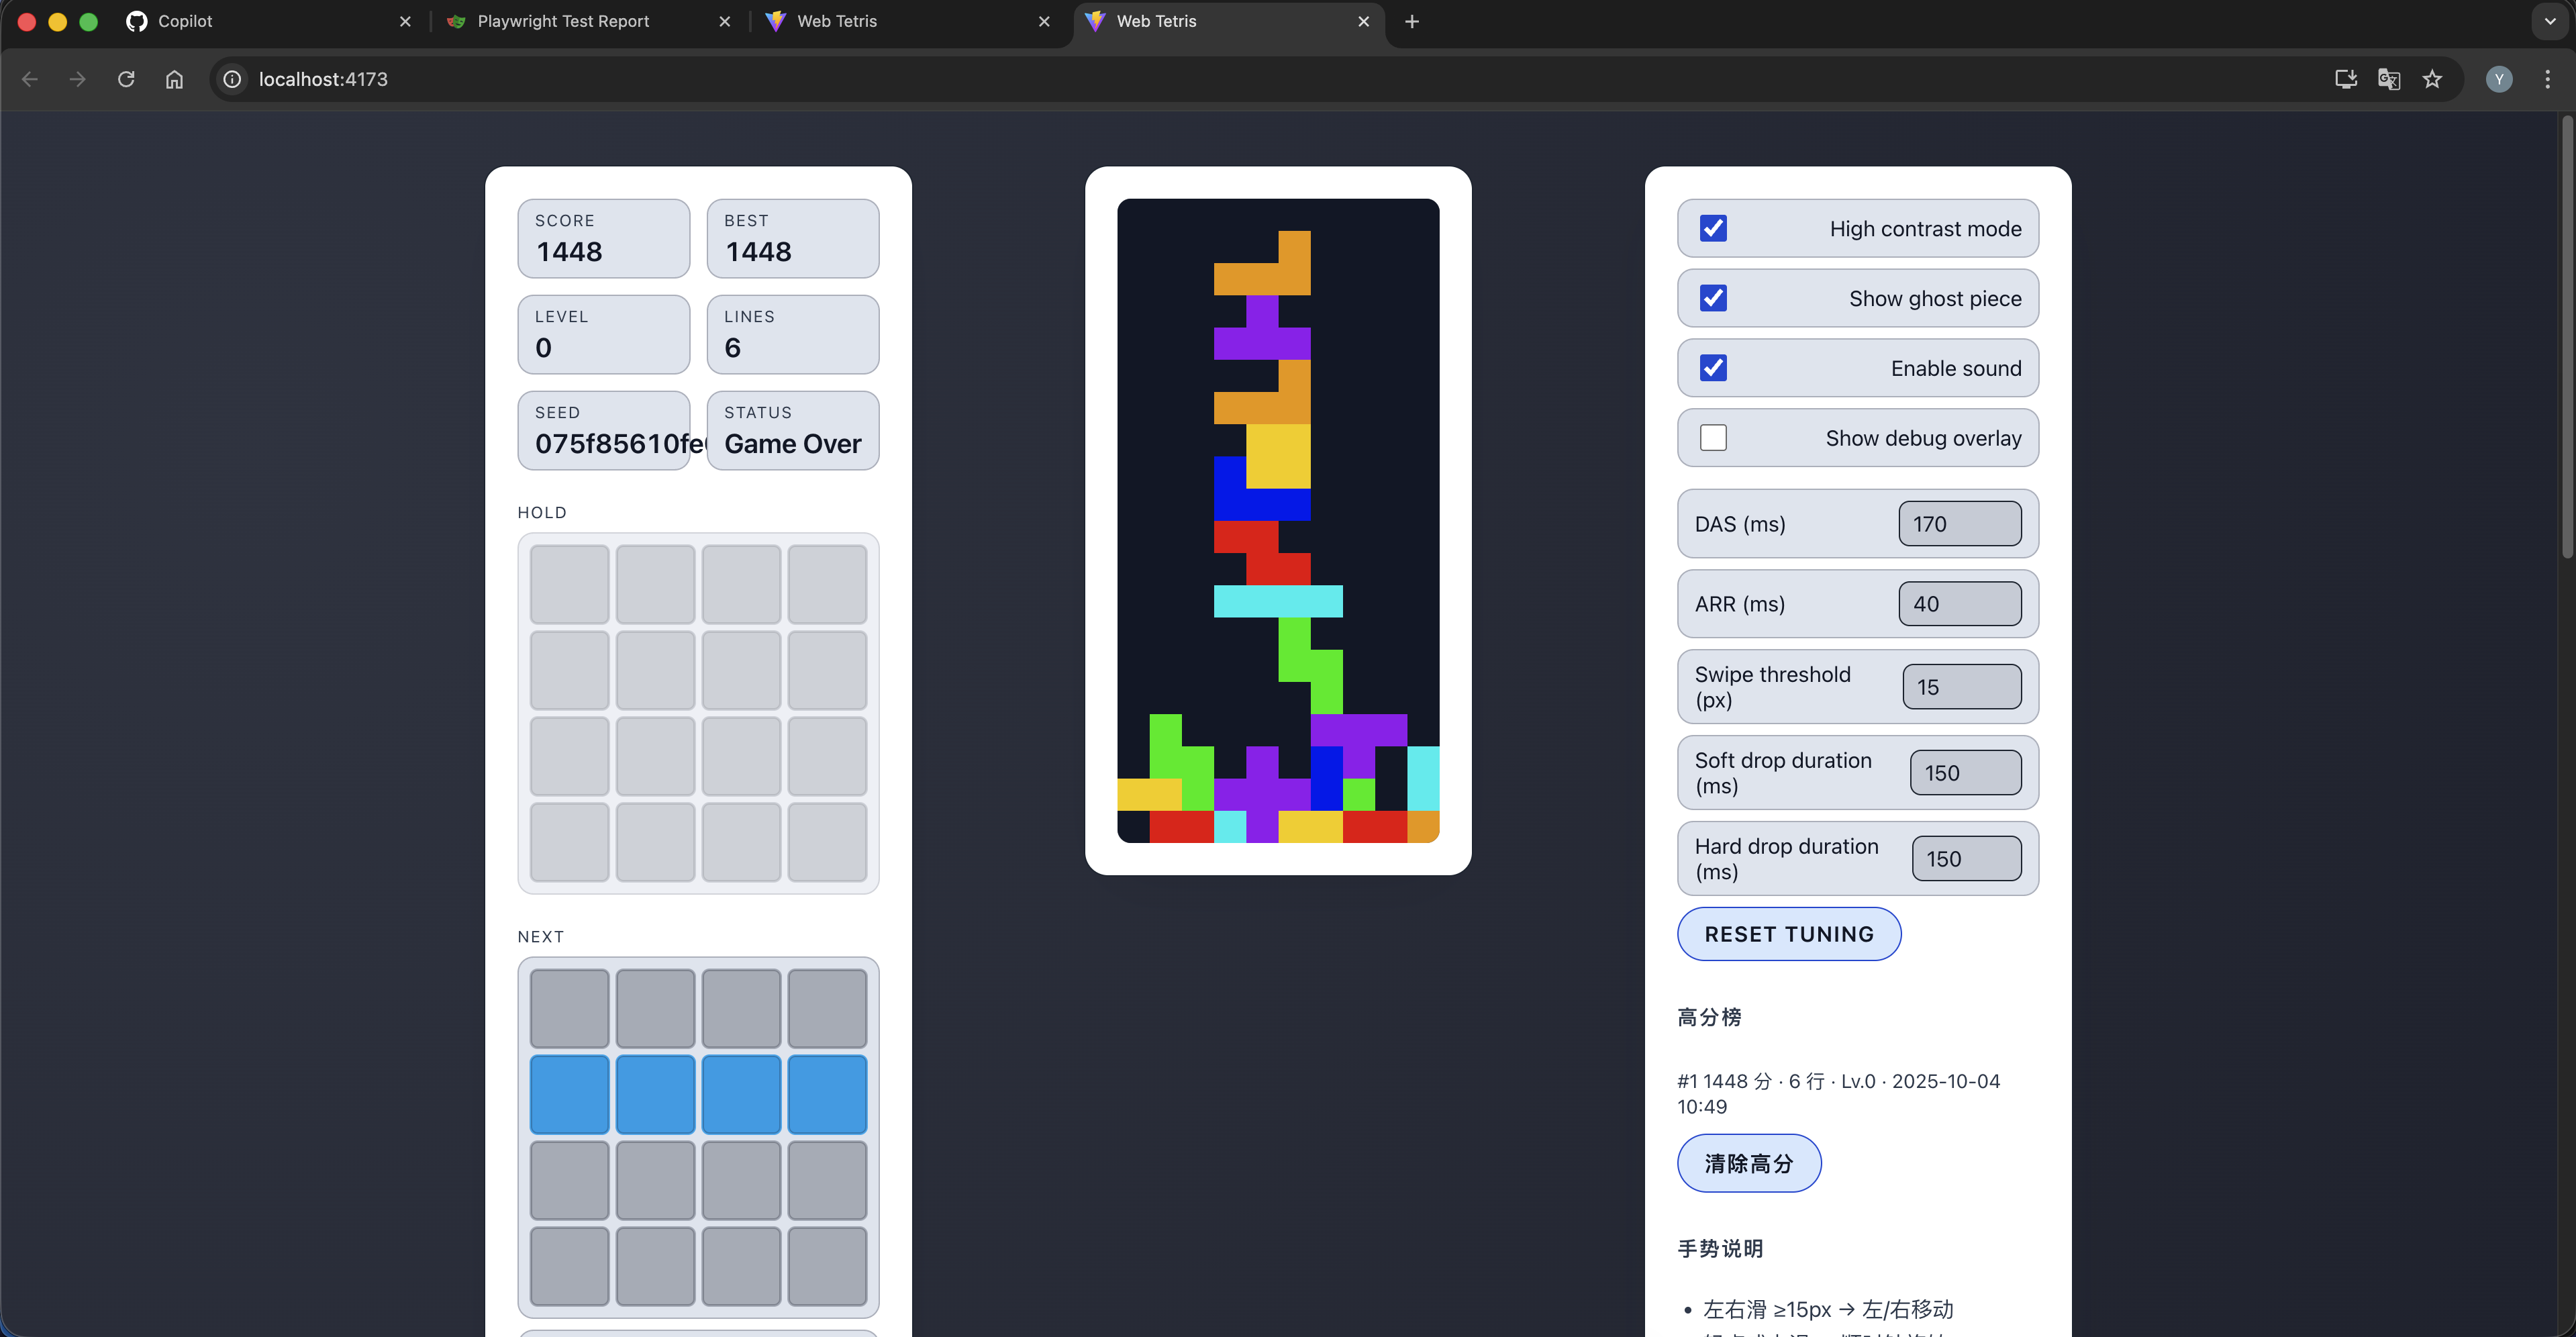 Copilot
Playwright Test Report
Web Tetris
Web Tetris
localhost:4173
Y
SCORE
1448
BEST
1448
LEVEL
0
LINES
6
SEED
075f85610fe
STATUS
Game Over
HOLD
NEXT
High contrast mode
Show ghost piece
Enable sound
Show debug overlay
DAS (ms)
170
ARR (ms)
40
Swipe threshold
(px)
15
Soft drop duration
(ms)
150
Hard drop duration
(ms)
150
RESET TUNING
高分榜
#1 1448 分 · 6 行 · Lv.0 · 2025-10-04
10:49
清除高分
手势说明
• 左右滑 ≥15px → 左/右移动